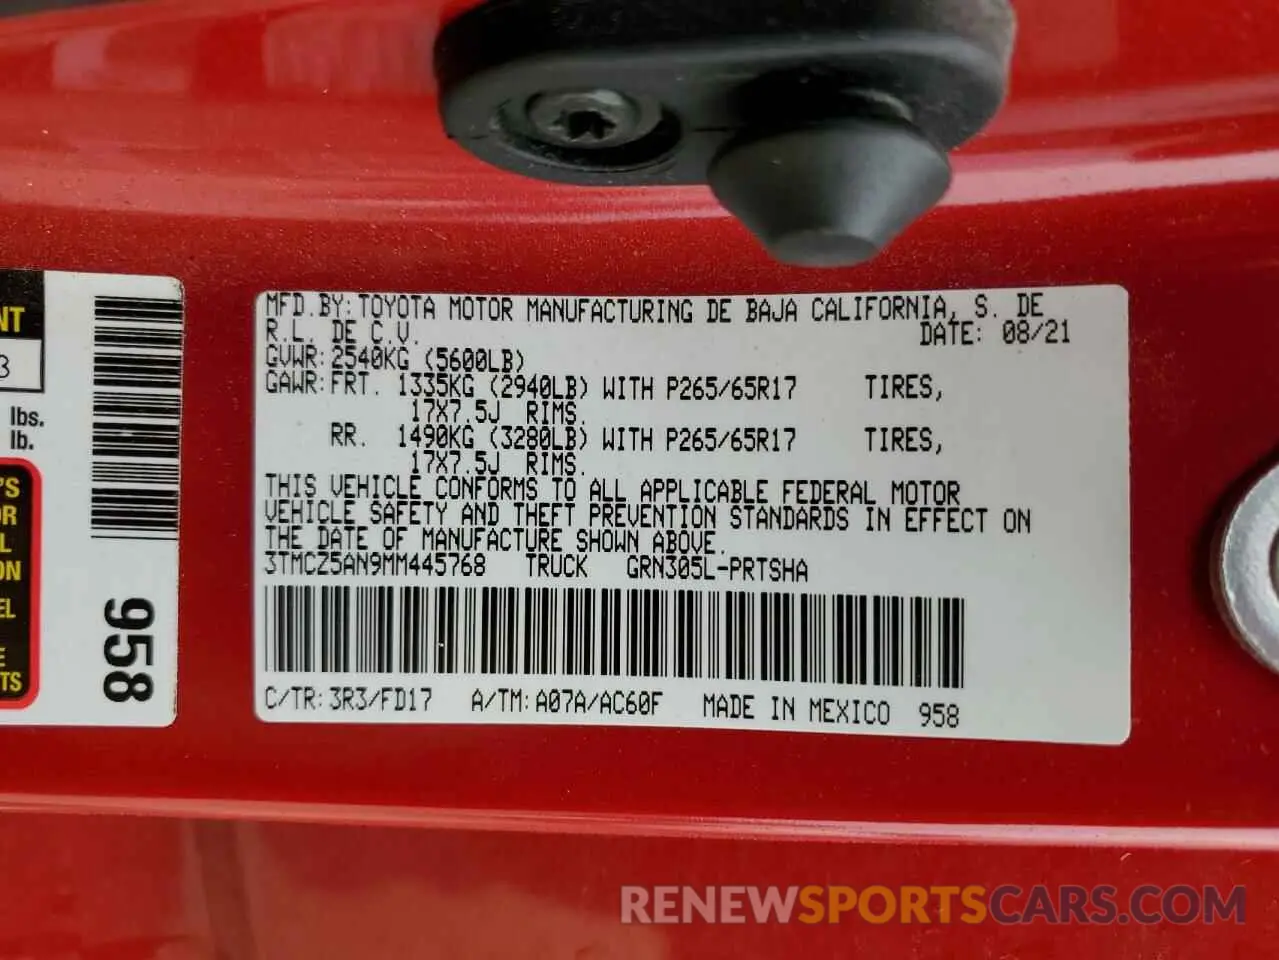 MFD.BY:TOYOTA MOTOR MANUFACTURING DE BAJA CALIFORNIA, S. DE
R.L. DE C.V. DATE: 08/21
GVWR:2540KG (5600LB)
GAWR:FRT. 1335KG (2940LB) WITH P265/65R17 TIRES,
17X7.5J RIMS.
RR. 1490KG (3280LB) WITH P265/65R17 TIRES,
17X7.5J RIMS.
THIS VEHICLE CONFORMS TO ALL APPLICABLE FEDERAL MOTOR
VEHICLE SAFETY AND THEFT PREVENTION STANDARDS IN EFFECT ON
THE DATE OF MANUFACTURE SHOWN ABOVE.
3TMCZ5AN9MM445768 TRUCK GRN305L-PRTSHA
C/TR:3R3/FD17 A/TM:A07A/AC60F MADE IN MEXICO 958
lbs.
lb.
958
RENEWSPORTSCARS.COM